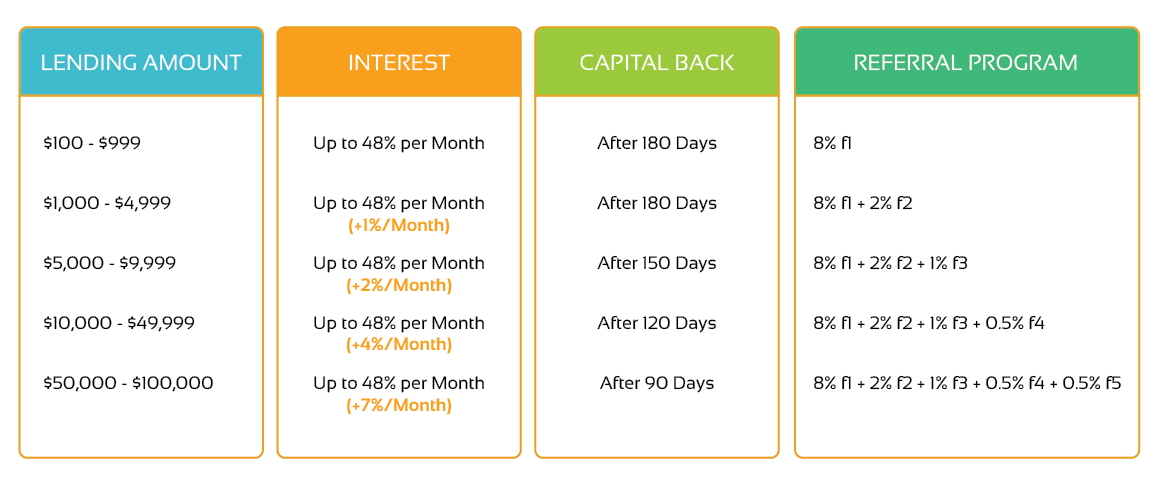 LENDING AMOUNT
INTEREST
CAPITAL BACK
REFERRAL PROGRAM
$100 - $999
Up to 48% per Month
After 180 Days
8% f1
$1,000 - $4,999
Up to 48% per Month
(+1%/Month)
After 180 Days
8% f1 + 2% f2
$5,000 - $9,999
Up to 48% per Month
(+2%/Month)
After 150 Days
8% f1 + 2% f2 + 1% f3
$10,000 - $49,999
Up to 48% per Month
(+4%/Month)
After 120 Days
8% f1 + 2% f2 + 1% f3 + 0.5% f4
$50,000 - $100,000
Up to 48% per Month
(+7%/Month)
After 90 Days
8% f1 + 2% f2 + 1% f3 + 0.5% f4 + 0.5% f5